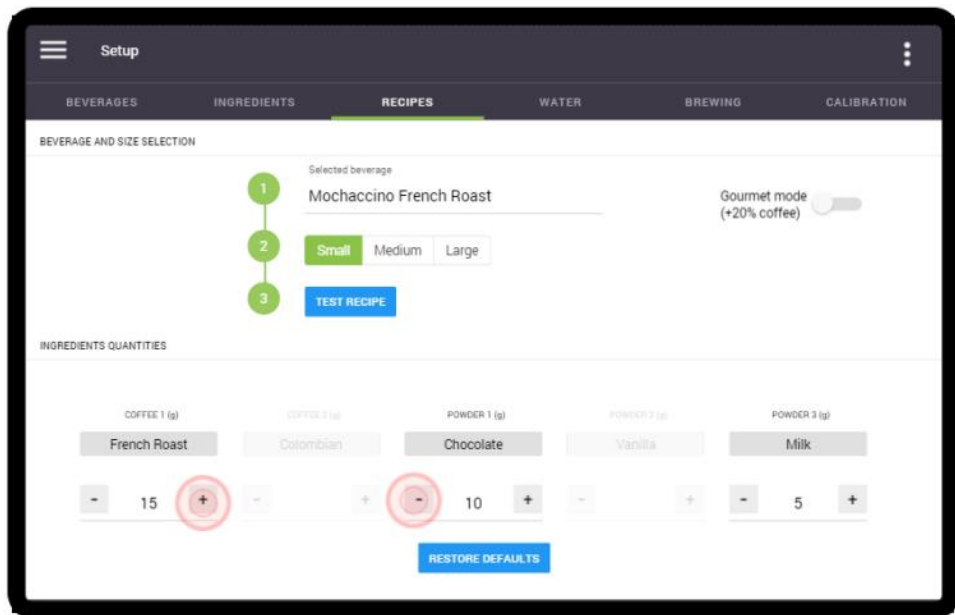 Setup
BEVERAGES INGREDIENTS RECIPES WATER BREWING CALIBRATION
BEVERAGE AND SIZE SELECTION
Selected beverage
1 Mochaccino French Roast
Gourmet mode
(+20% coffee)
2 Small Medium Large
3 TEST RECIPE
INGREDIENTS QUANTITIES
COFFEE 1 (g) COFFEE 2 (g) POWDER 1 (g) POWDER 2 (g) POWDER 3 (g)
French Roast Colombian Chocolate Vanilla Milk
- 15 + - + - 10 + - + - 5 +
RESTORE DEFAULTS